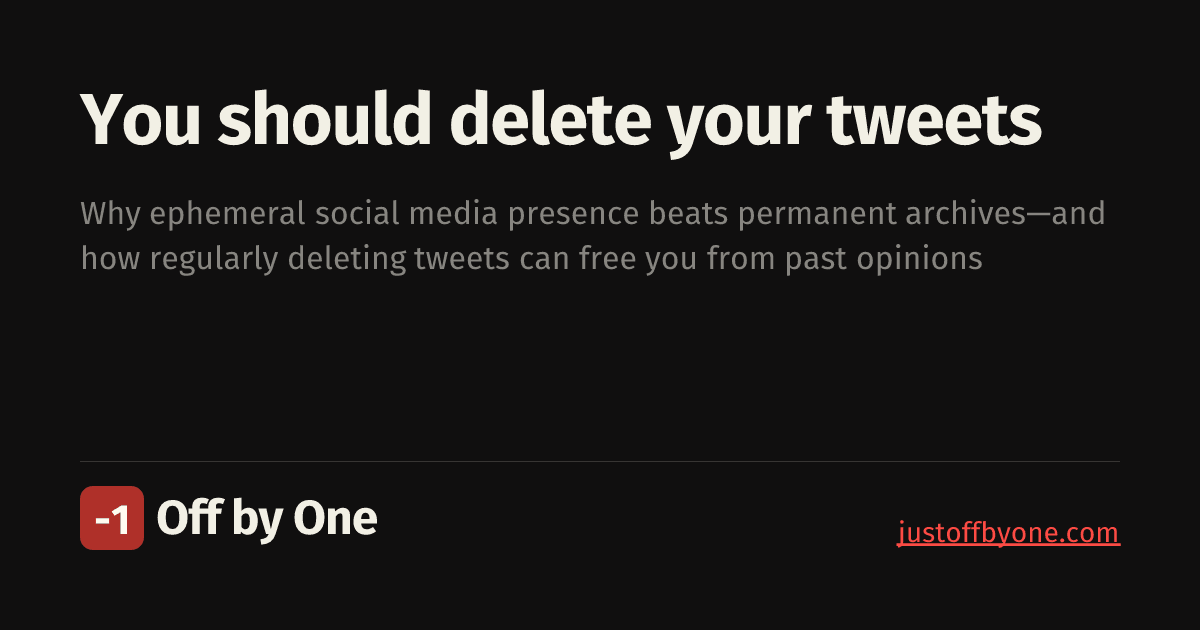 You should delete your tweets
Why ephemeral social media presence beats permanent archives—and
how regularly deleting tweets can free you from past opinions
-1 Off by One
justoffbyone.com